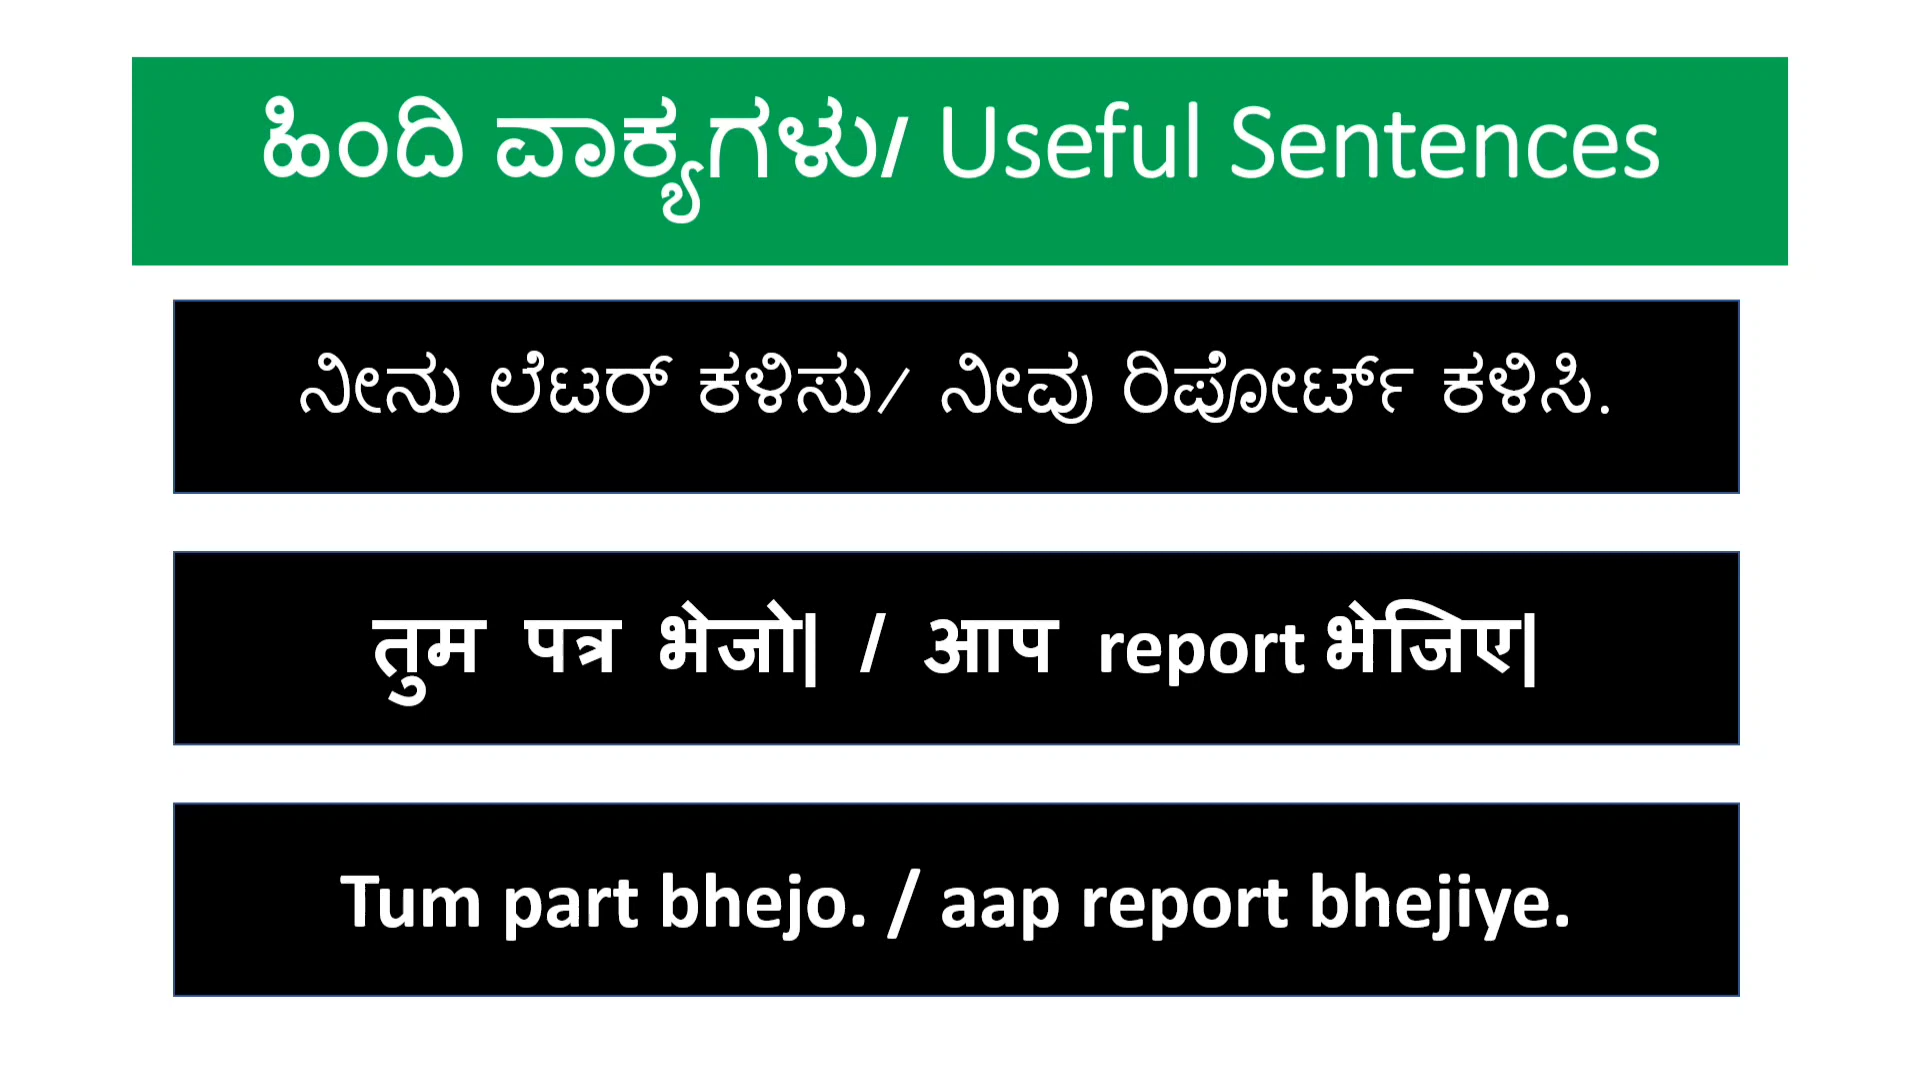 ಹಿಂದಿ ವಾಕ್ಯಗಳು/ Useful Sentences
ನೀನು ಲೆಟರ್ ಕಳಿಸು/ ನೀವು ರಿಪೋರ್ಟ್ ಕಳಿಸಿ.
तुम पत्र भेजो| / आप report भेजिए|
Tum part bhejo. / aap report bhejiye.